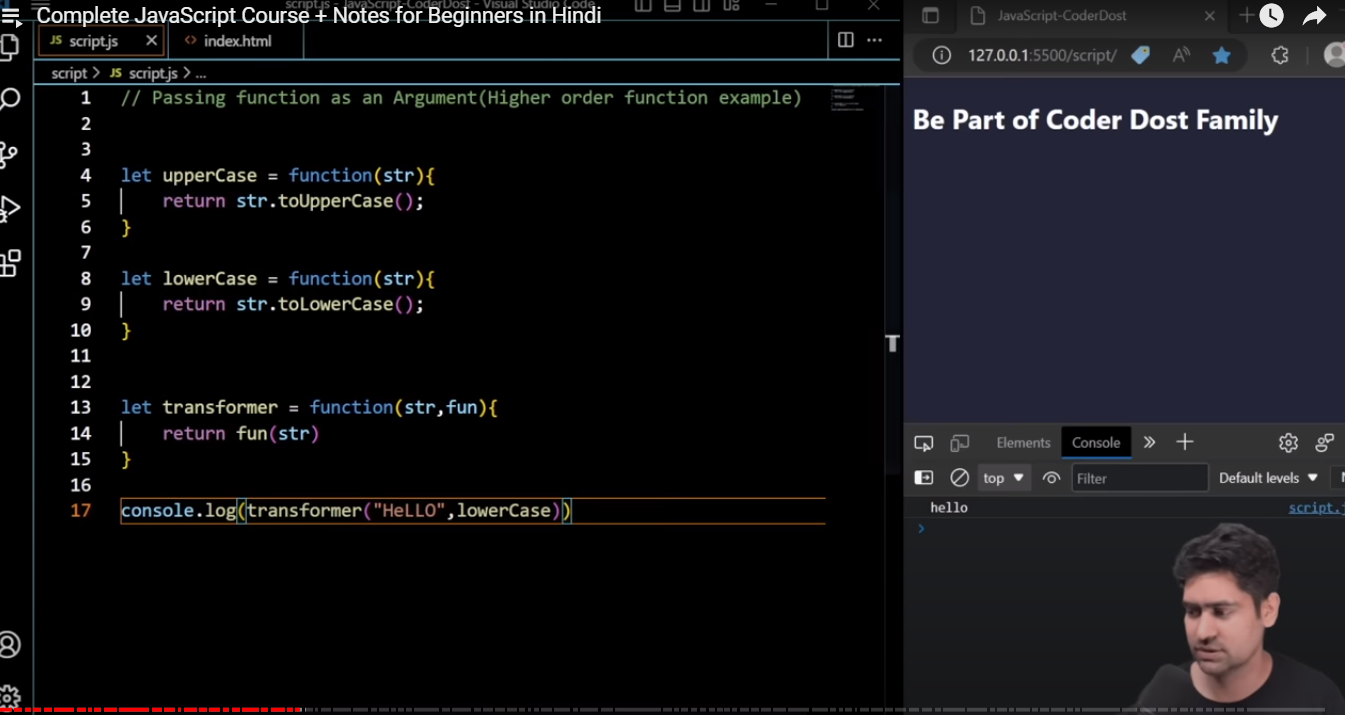 Complete JavaScript Course + Notes for Beginners in Hindi
script.js - JavaScript-CoderDost - Visual Studio Code
JS script.js
<> index.html
script > JS script.js > ...
1 // Passing function as an Argument(Higher order function example)
2
3
4 let upperCase = function(str){
5 return str.toUpperCase();
6 }
7
8 let lowerCase = function(str){
9 return str.toLowerCase();
10 }
11
12
13 let transformer = function(str,fun){
14 return fun(str)
15 }
16
17 console.log(transformer("HeLLO",lowerCase))
JavaScript-CoderDost
127.0.0.1:5500/script/
Be Part of Coder Dost Family
Elements Console
top Filter Default levels
hello